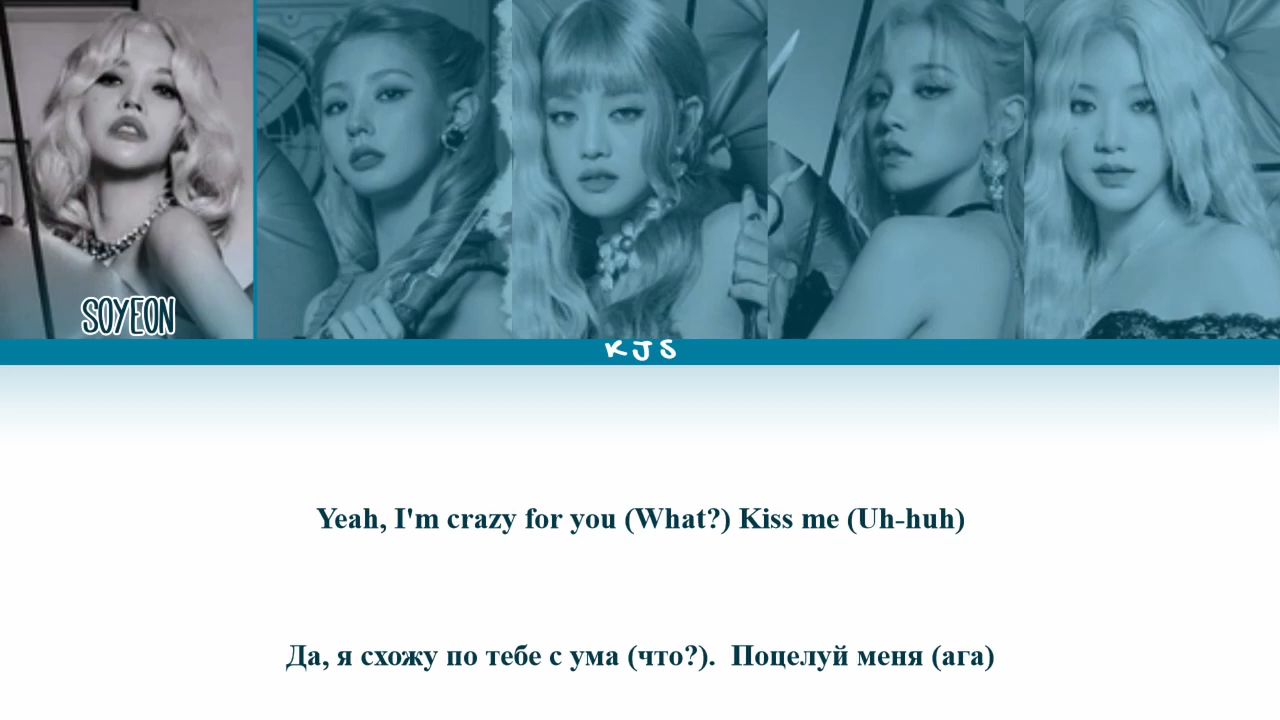 SOYEON
KJS
Yeah, I'm crazy for you (What?) Kiss me (Uh-huh)
Да, я схожу по тебе с ума (что?).  Поцелуй меня (ага)